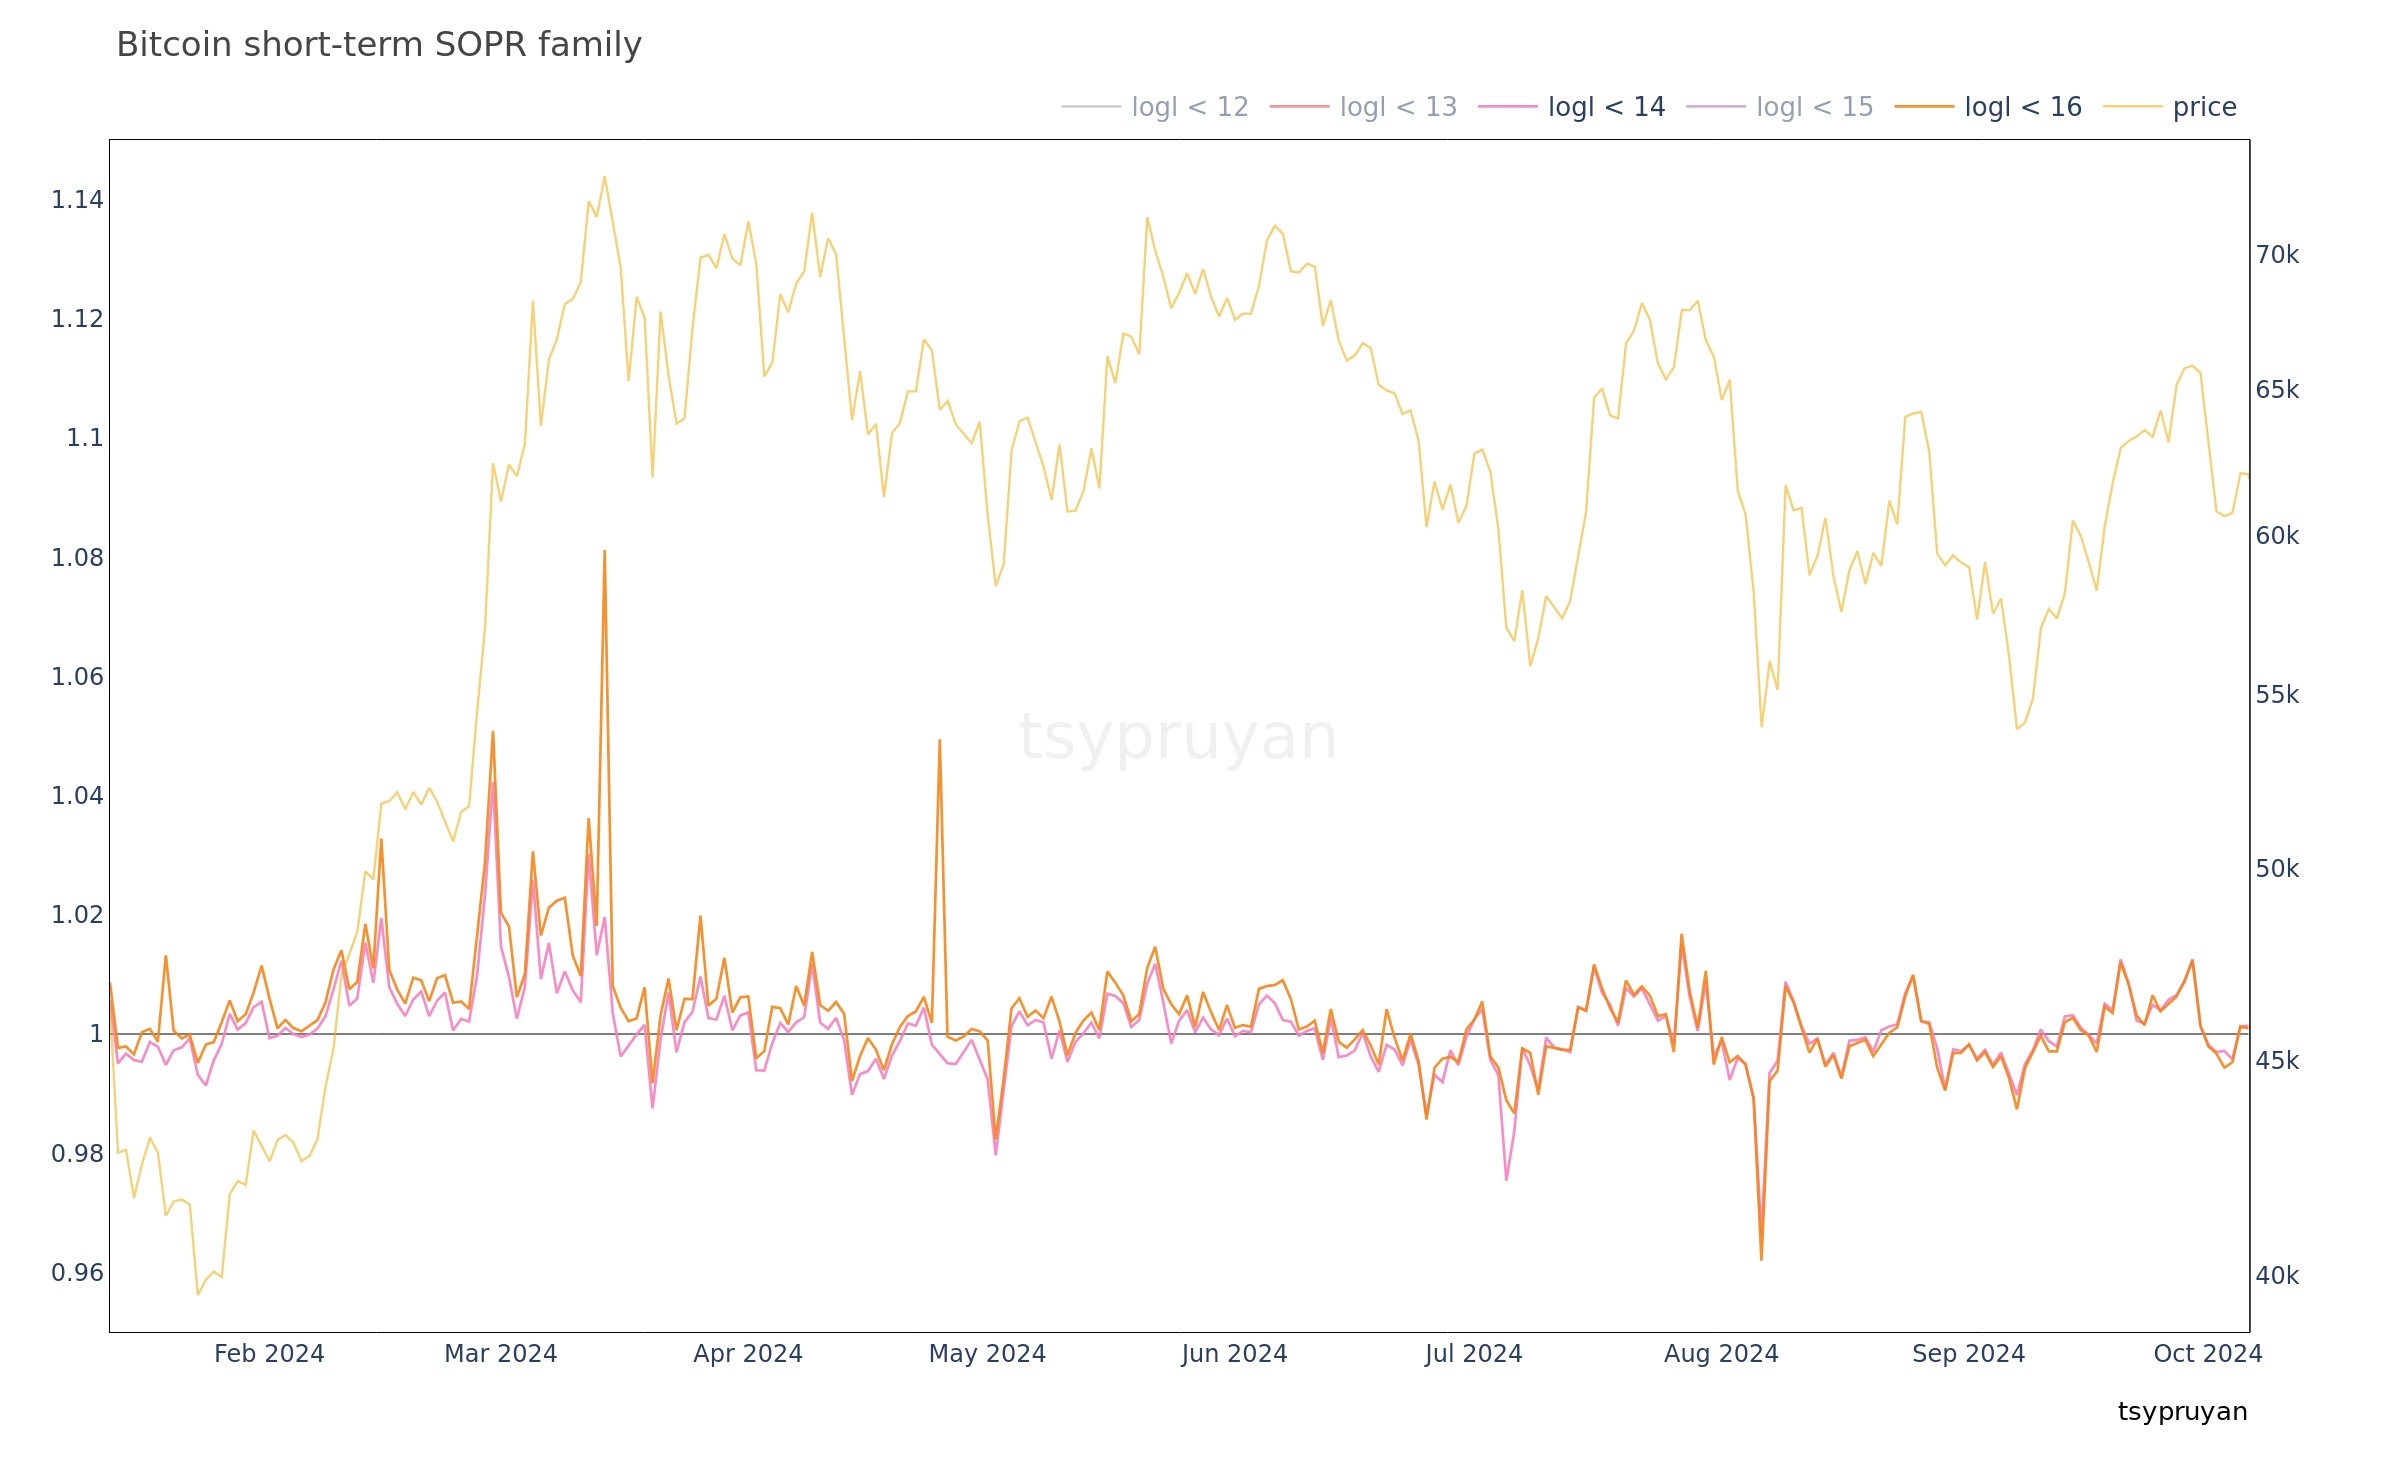 Bitcoin short-term SOPR family
logl < 12 logl < 13 logl < 14 logl < 15 logl < 16 price
1.14
1.12
1.1
1.08
1.06
1.04
1.02
1
0.98
0.96
70k
65k
60k
55k
50k
45k
40k
tsypruyan
Feb 2024 Mar 2024 Apr 2024 May 2024 Jun 2024 Jul 2024 Aug 2024 Sep 2024 Oct 2024
tsypruyan